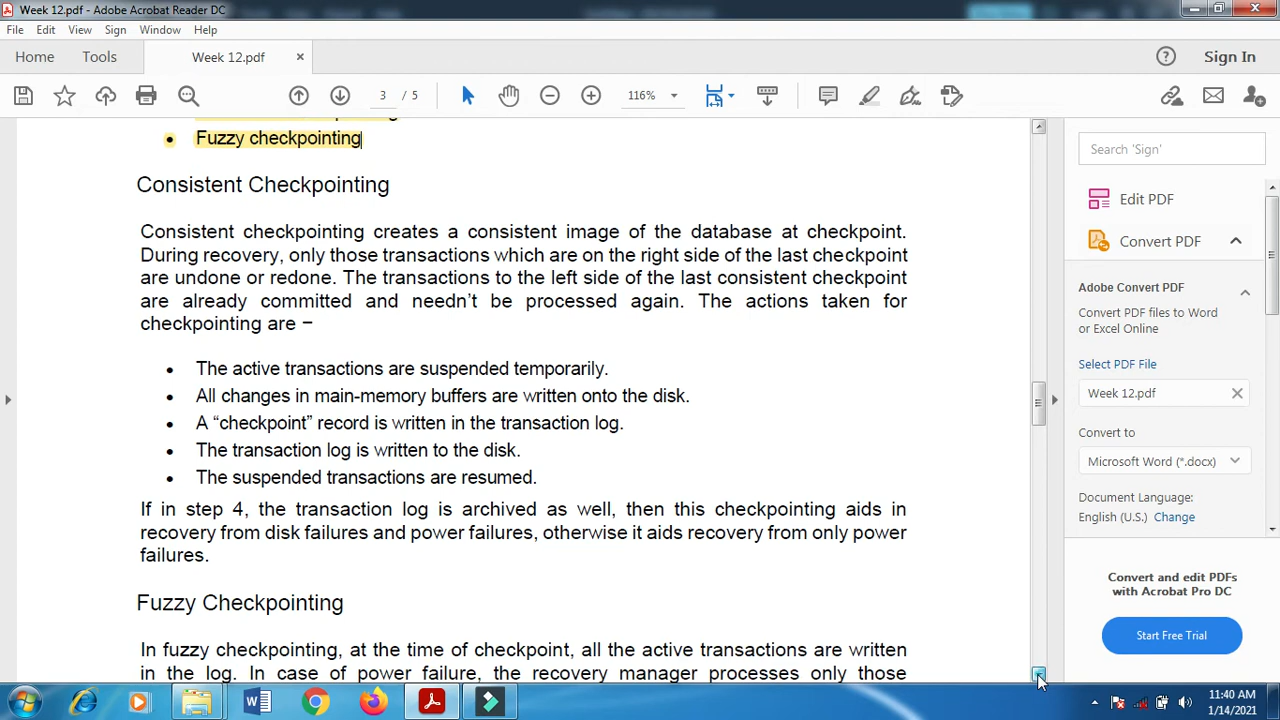 Week 12.pdf - Adobe Acrobat Reader DC
File Edit View Sign Window Help
Home Tools Week 12.pdf × Sign In
3 / 5 116%
• Fuzzy checkpointing
Consistent Checkpointing
Consistent checkpointing creates a consistent image of the database at checkpoint.
During recovery, only those transactions which are on the right side of the last checkpoint
are undone or redone. The transactions to the left side of the last consistent checkpoint
are already committed and needn’t be processed again. The actions taken for
checkpointing are −
• The active transactions are suspended temporarily.
• All changes in main-memory buffers are written onto the disk.
• A “checkpoint” record is written in the transaction log.
• The transaction log is written to the disk.
• The suspended transactions are resumed.
If in step 4, the transaction log is archived as well, then this checkpointing aids in
recovery from disk failures and power failures, otherwise it aids recovery from only power
failures.
Fuzzy Checkpointing
In fuzzy checkpointing, at the time of checkpoint, all the active transactions are written
in the log. In case of power failure, the recovery manager processes only those
Search 'Sign'
Edit PDF
Convert PDF
Adobe Convert PDF
Convert PDF files to Word
or Excel Online
Select PDF File
Week 12.pdf
Convert to
Microsoft Word (*.docx)
Document Language:
English (U.S.) Change
Convert and edit PDFs
with Acrobat Pro DC
Start Free Trial
11:40 AM
1/14/2021